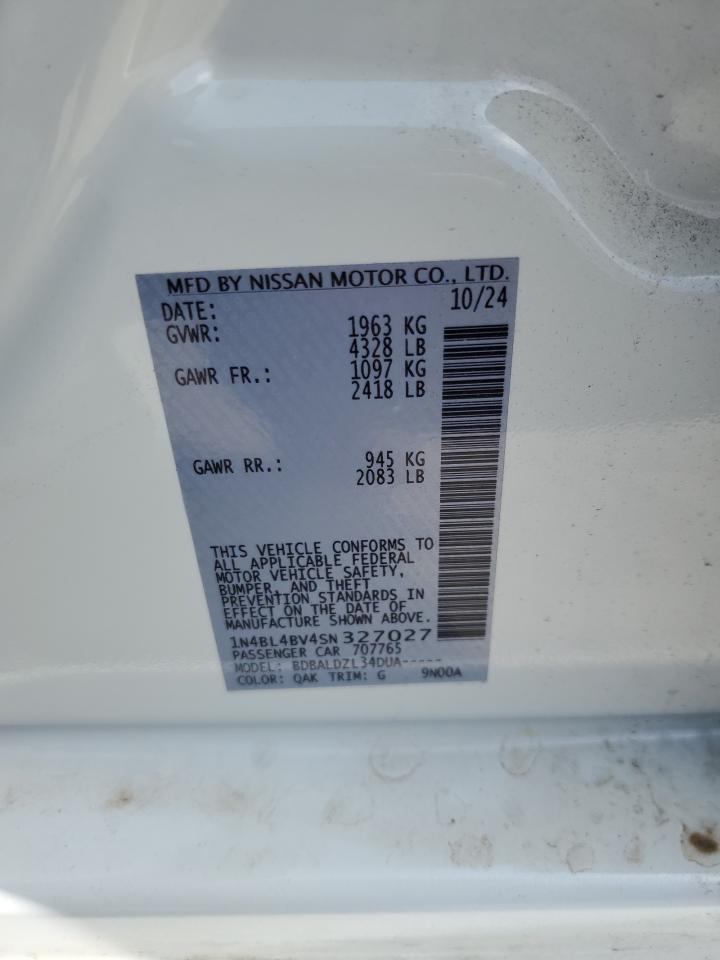 MFD BY NISSAN MOTOR CO., LTD.
DATE: 10/24
GVWR: 1963 KG
4328 LB
GAWR FR.: 1097 KG
2418 LB
GAWR RR.: 945 KG
2083 LB
THIS VEHICLE CONFORMS TO
ALL APPLICABLE FEDERAL
MOTOR VEHICLE SAFETY,
BUMPER, AND THEFT
PREVENTION STANDARDS IN
EFFECT ON THE DATE OF
MANUFACTURE SHOWN ABOVE.
1N4BL4BV4SN327027
PASSENGER CAR 707765
MODEL: BDBALDZL34DUA-----
COLOR: QAK TRIM: G 9N00A